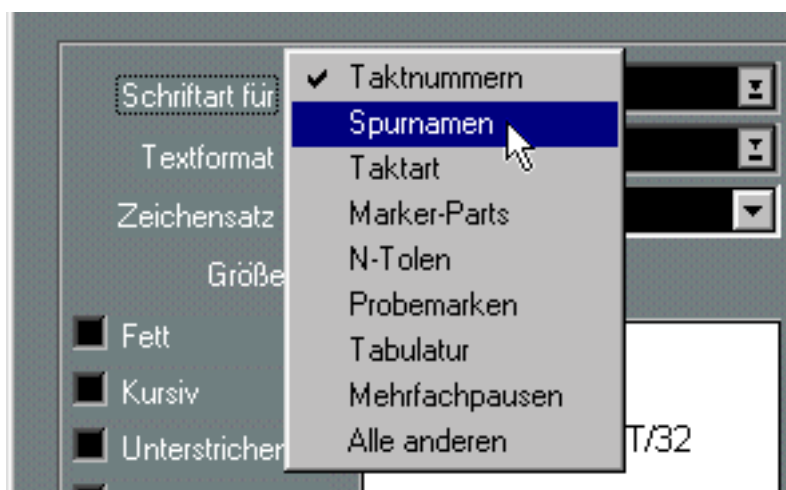 Schriftart für
Taktnummern
Spurnamen
Textformat
Taktart
Zeichensatz
Marker-Parts
Größe
N-Tolen
Probemarken
Fett
Tabulatur
Kursiv
Mehrfachpausen
Unterstricher
Alle anderen
T/32